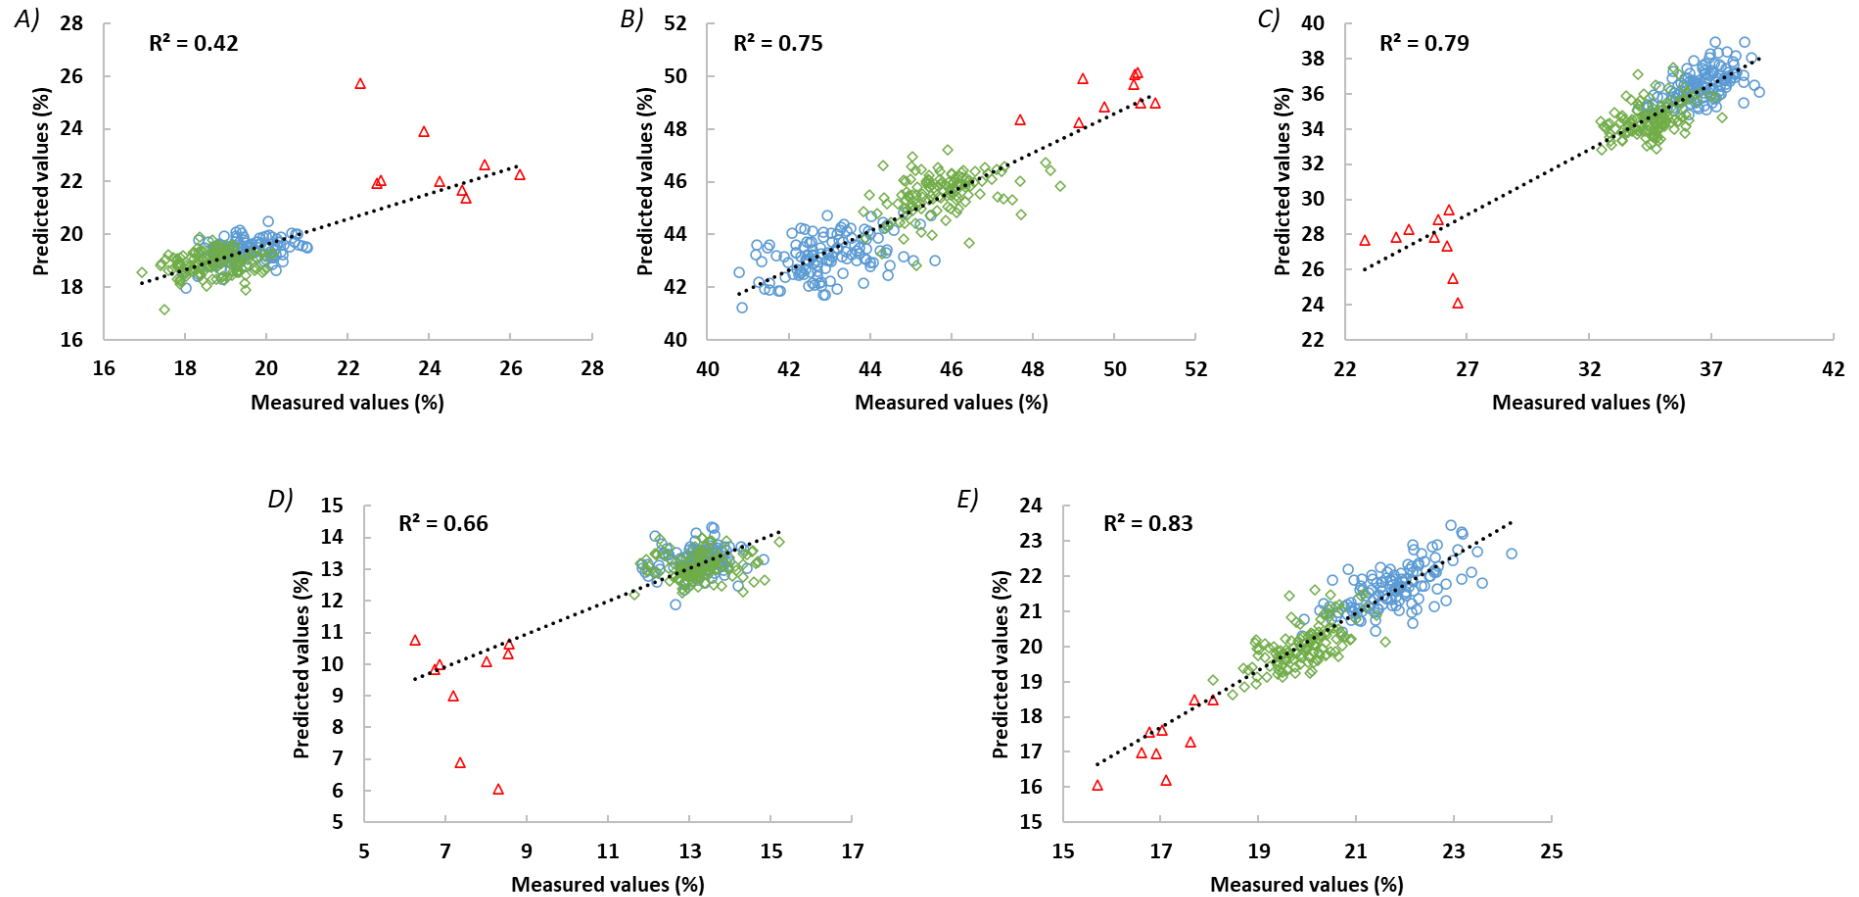 A)
R² = 0.42
Predicted values (%)
28
26
24
22
20
18
16
16 18 20 22 24 26 28
Measured values (%)
B)
R² = 0.75
Predicted values (%)
52
50
48
46
44
42
40
40 42 44 46 48 50 52
Measured values (%)
C)
R² = 0.79
Predicted values (%)
40
38
36
34
32
30
28
26
24
22
22 27 32 37 42
Measured values (%)
D)
R² = 0.66
Predicted values (%)
15
14
13
12
11
10
9
8
7
6
5
5 7 9 11 13 15 17
Measured values (%)
E)
R² = 0.83
Predicted values (%)
24
23
22
21
20
19
18
17
16
15
15 17 19 21 23 25
Measured values (%)